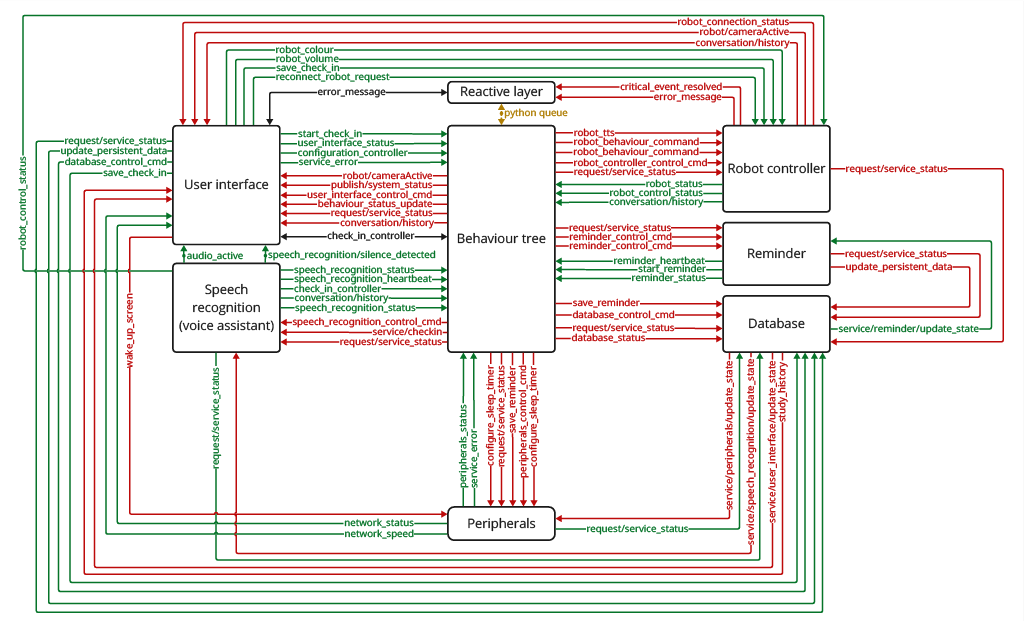 robot_connection_status
robot/cameraActive
conversation/history
robot_colour
robot_volume
save_check_in
reconnect_robot_request
error_message
Reactive layer
critical_event_resolved
error_message
python queue
request/service_status
update_persistent_data
database_control_cmd
save_check_in
User interface
start_check_in
user_interface_status
configuration_controller
service_error
robot/cameraActive
publish/system_status
user_interface_control_cmd
behaviour_status_update
request/service_status
conversation/history
check_in_controller
Behaviour tree
robot_tts
robot_behaviour_command
robot_behaviour_command
robot_controller_control_cmd
request/service_status
robot_status
robot_control_status
conversation/history
Robot controller
request/service_status
robot_control_status
audio_active
speech_recognition/silence_detected
request/service_status
reminder_control_cmd
reminder_control_cmd
reminder_heartbeat
start_reminder
reminder_status
Reminder
request/service_status
update_persistent_data
Speech
recognition
(voice assistant)
speech_recognition_status
speech_recognition_heartbeat
check_in_controller
conversation/history
speech_recognition_status
speech_recognition_control_cmd
service/checkin
request/service_status
save_reminder
database_control_cmd
request/service_status
database_status
Database
service/reminder/update_state
wake_up_screen
request/service_status
peripherals_status
service_error
configure_sleep_timer
request/service_status
save_reminder
peripherals_control_cmd
configure_sleep_timer
service/peripherals/update_state
service/speech_recognition/update_state
service/user_interface/update_state
study_history
network_status
network_speed
Peripherals
request/service_status